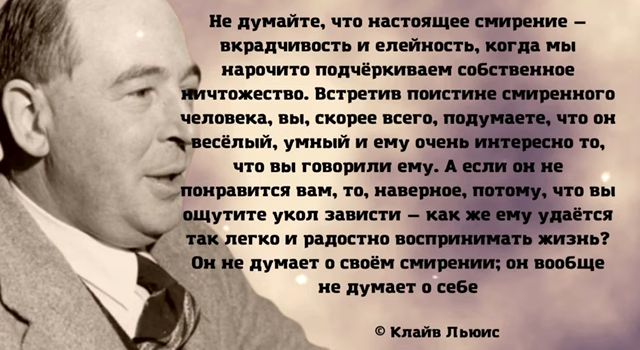 Не думайте, что настоящее смирение —
вкрадчивость и елейность, когда мы
нарочито подчёркиваем собственное
ничтожество. Встретив поистине смиренного
человека, вы, скорее всего, подумаете, что он
весёлый, умный и ему очень интересно то,
что вы говорили ему. А если он не
понравится вам, то, наверное, потому, что вы
ощутите укол зависти — как же ему удаётся
так легко и радостно воспринимать жизнь?
Он не думает о своём смирении; он вообще
не думает о себе
© Клайв Льюис